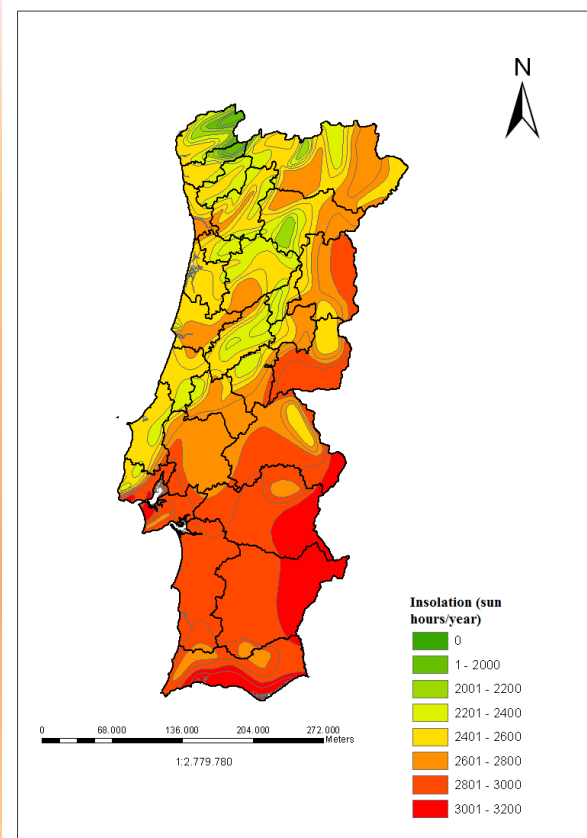 N
Insolation (sun
hours/year)
0
1 - 2000
2001 - 2200
2201 - 2400
2401 - 2600
2601 - 2800
2801 - 3000
3001 - 3200
0 68.000 136.000 204.000 272.000
Meters
1:2.779.780